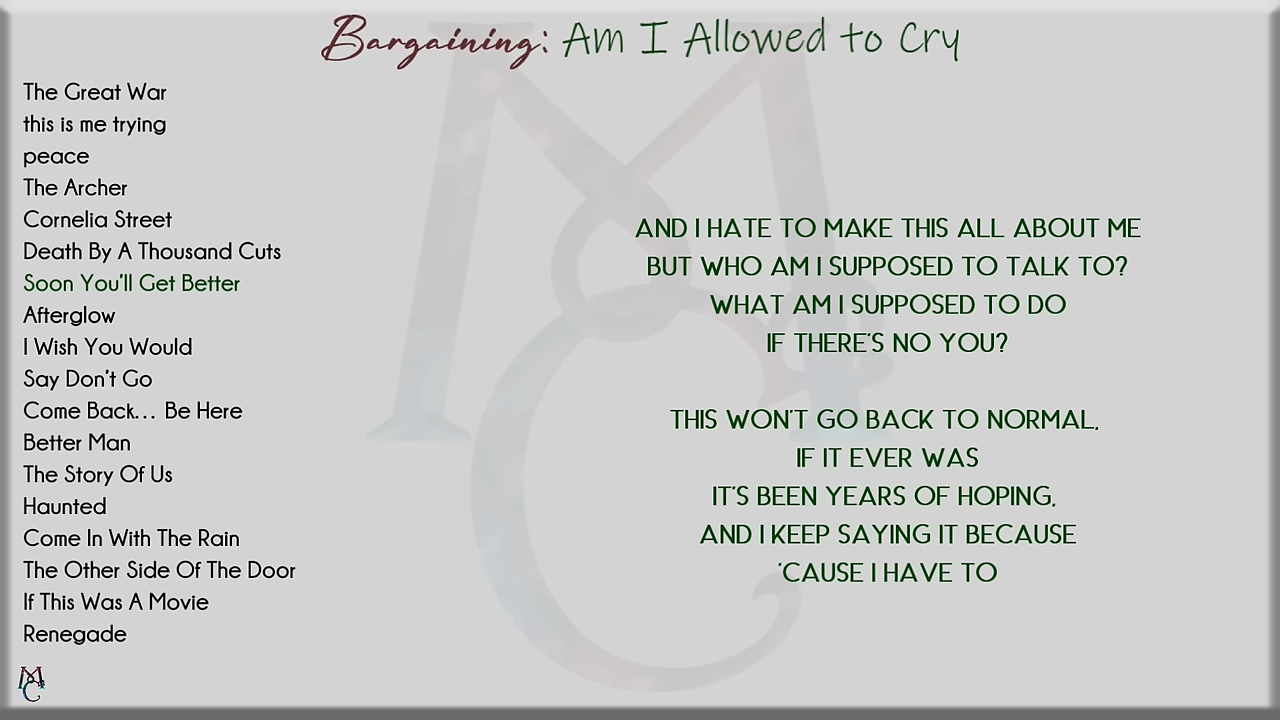 Bargaining: Am I Allowed to Cry
The Great War
this is me trying
peace
The Archer
Cornelia Street
Death By A Thousand Cuts
Soon You'll Get Better
Afterglow
I Wish You Would
Say Don't Go
Come Back... Be Here
Better Man
The Story Of Us
Haunted
Come In With The Rain
The Other Side Of The Door
If This Was A Movie
Renegade
AND I HATE TO MAKE THIS ALL ABOUT ME
BUT WHO AM I SUPPOSED TO TALK TO?
WHAT AM I SUPPOSED TO DO
IF THERE'S NO YOU?
THIS WON'T GO BACK TO NORMAL,
IF IT EVER WAS
IT'S BEEN YEARS OF HOPING,
AND I KEEP SAYING IT BECAUSE
'CAUSE I HAVE TO